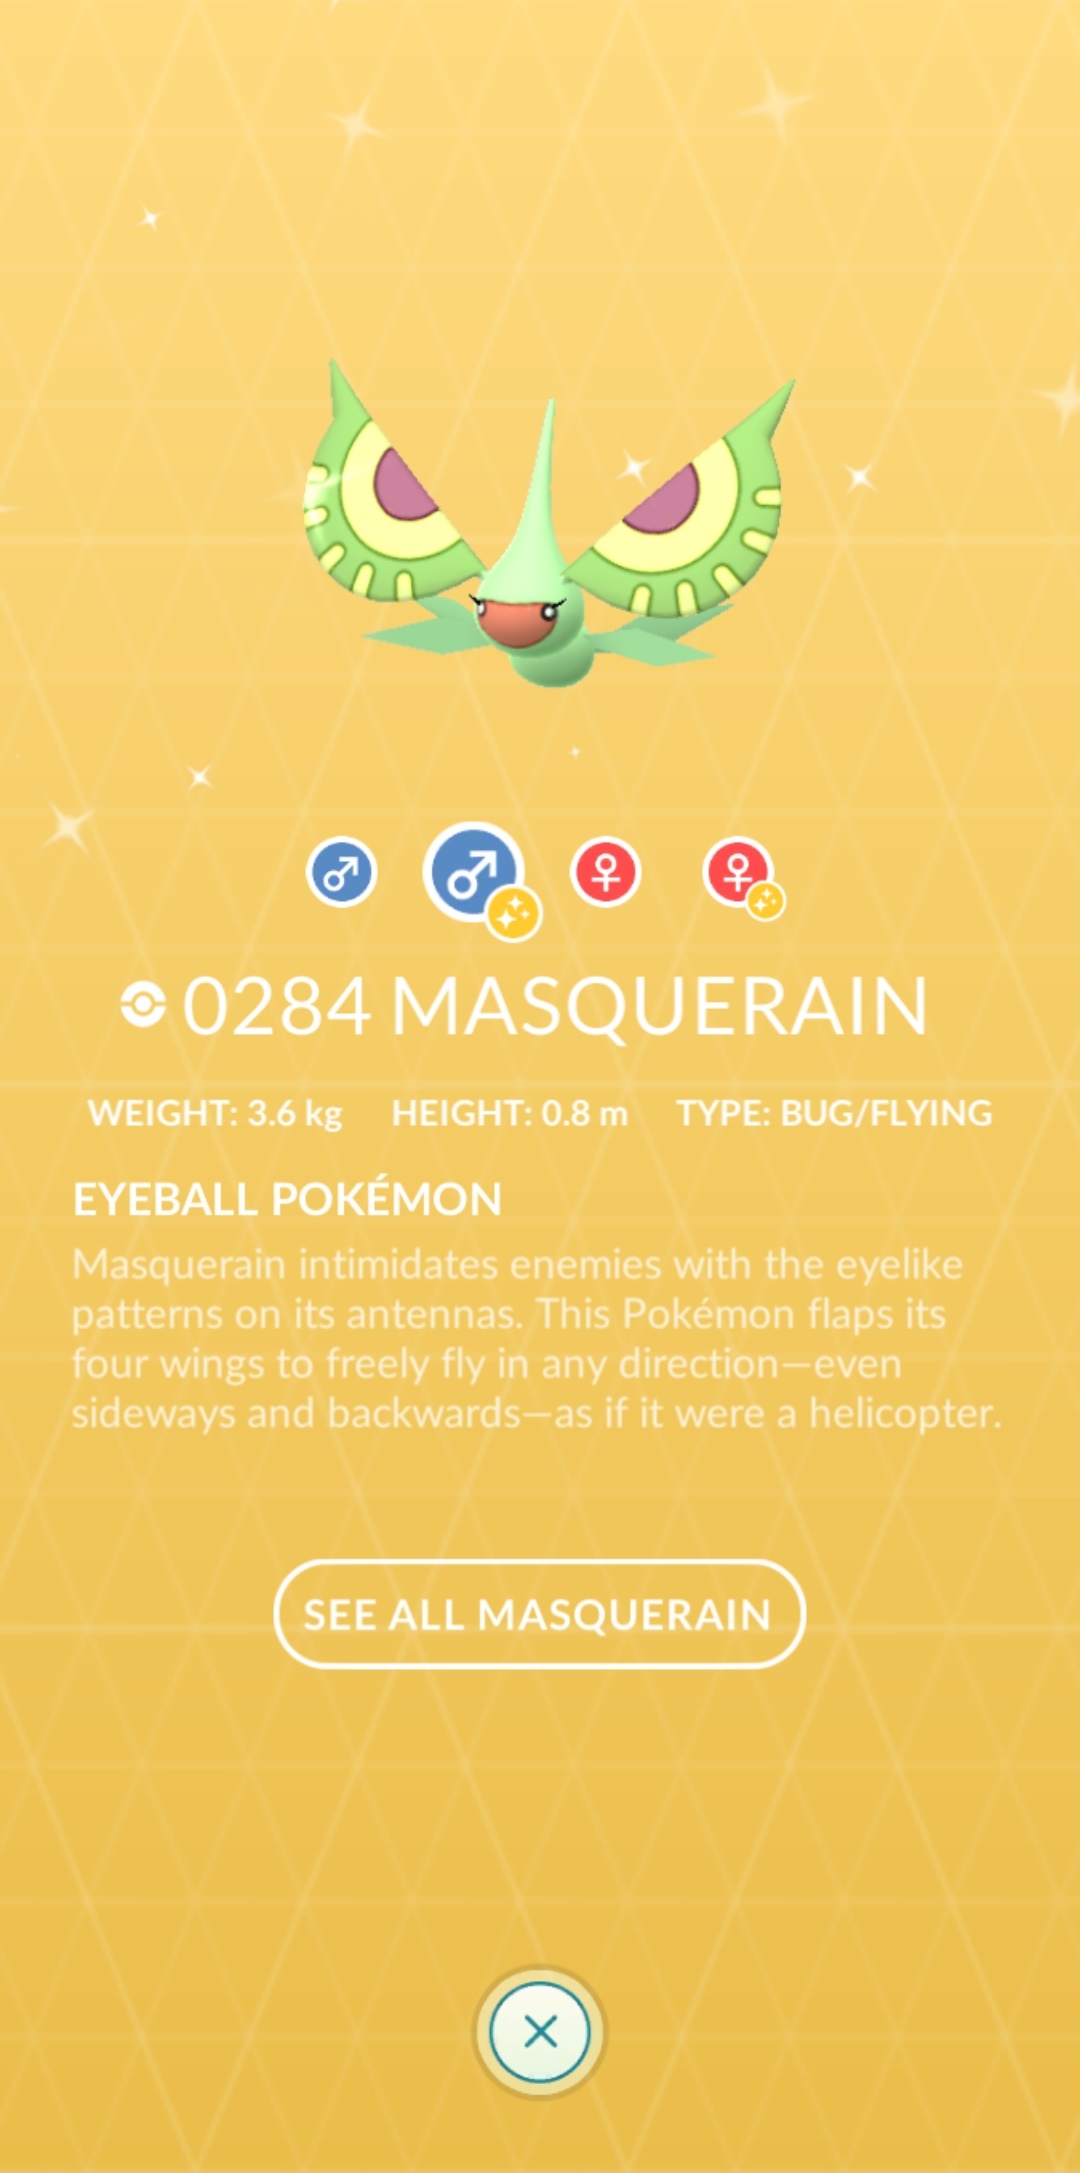 0284 MASQUERAIN
WEIGHT: 3.6 kg HEIGHT: 0.8 m TYPE: BUG/FLYING
EYEBALL POKÉMON
Masquerain intimidates enemies with the eyelike
patterns on its antennas. This Pokémon flaps its
four wings to freely fly in any direction—even
sideways and backwards—as if it were a helicopter.
SEE ALL MASQUERAIN